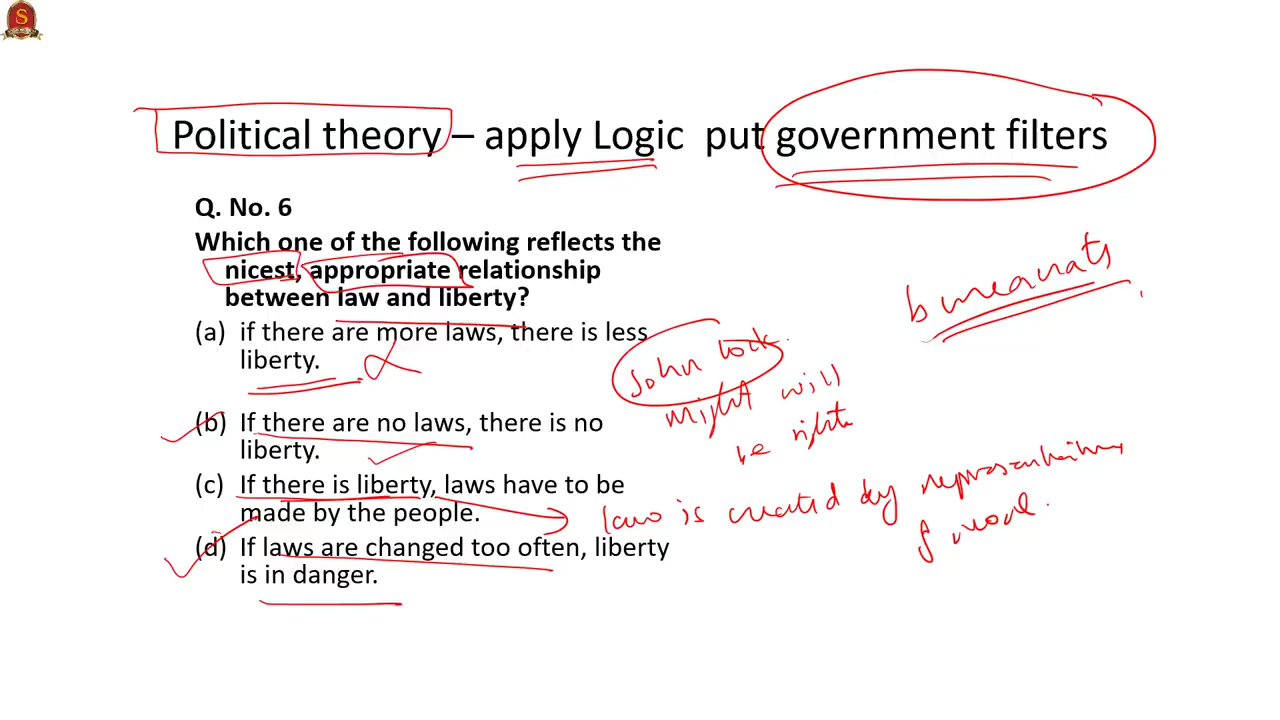 S
Political theory – apply Logic put government filters
Q. No. 6
Which one of the following reflects the
nicest, appropriate relationship
between law and liberty?
(a) if there are more laws, there is less
liberty.
(b) If there are no laws, there is no
liberty.
(c) If there is liberty, laws have to be
made by the people.
(d) If laws are changed too often, liberty
is in danger.
bureaurats
John lock.
might will
be right
law is created by representatives
of